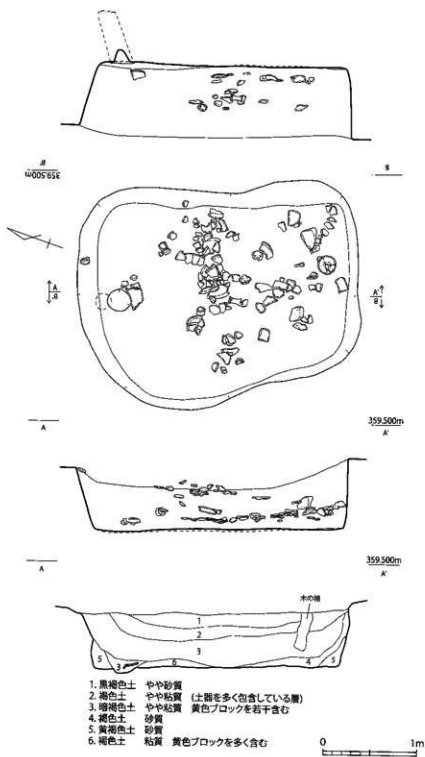 B'
359.500m
B
A
B'
A'
B
A
359.500m
A'
A
359.500m
A'
木の根
1
2
3
5
3
6
4
5
1. 黒褐色土 やや砂質
2. 褐色土 やや粘質 (土器を多く包含している層)
3. 暗褐色土 やや粘質 黄色ブロックを若干含む
4. 褐色土 砂質
5. 黄褐色土 砂質
6. 褐色土 粘質 黄色ブロックを多く含む
0 1m